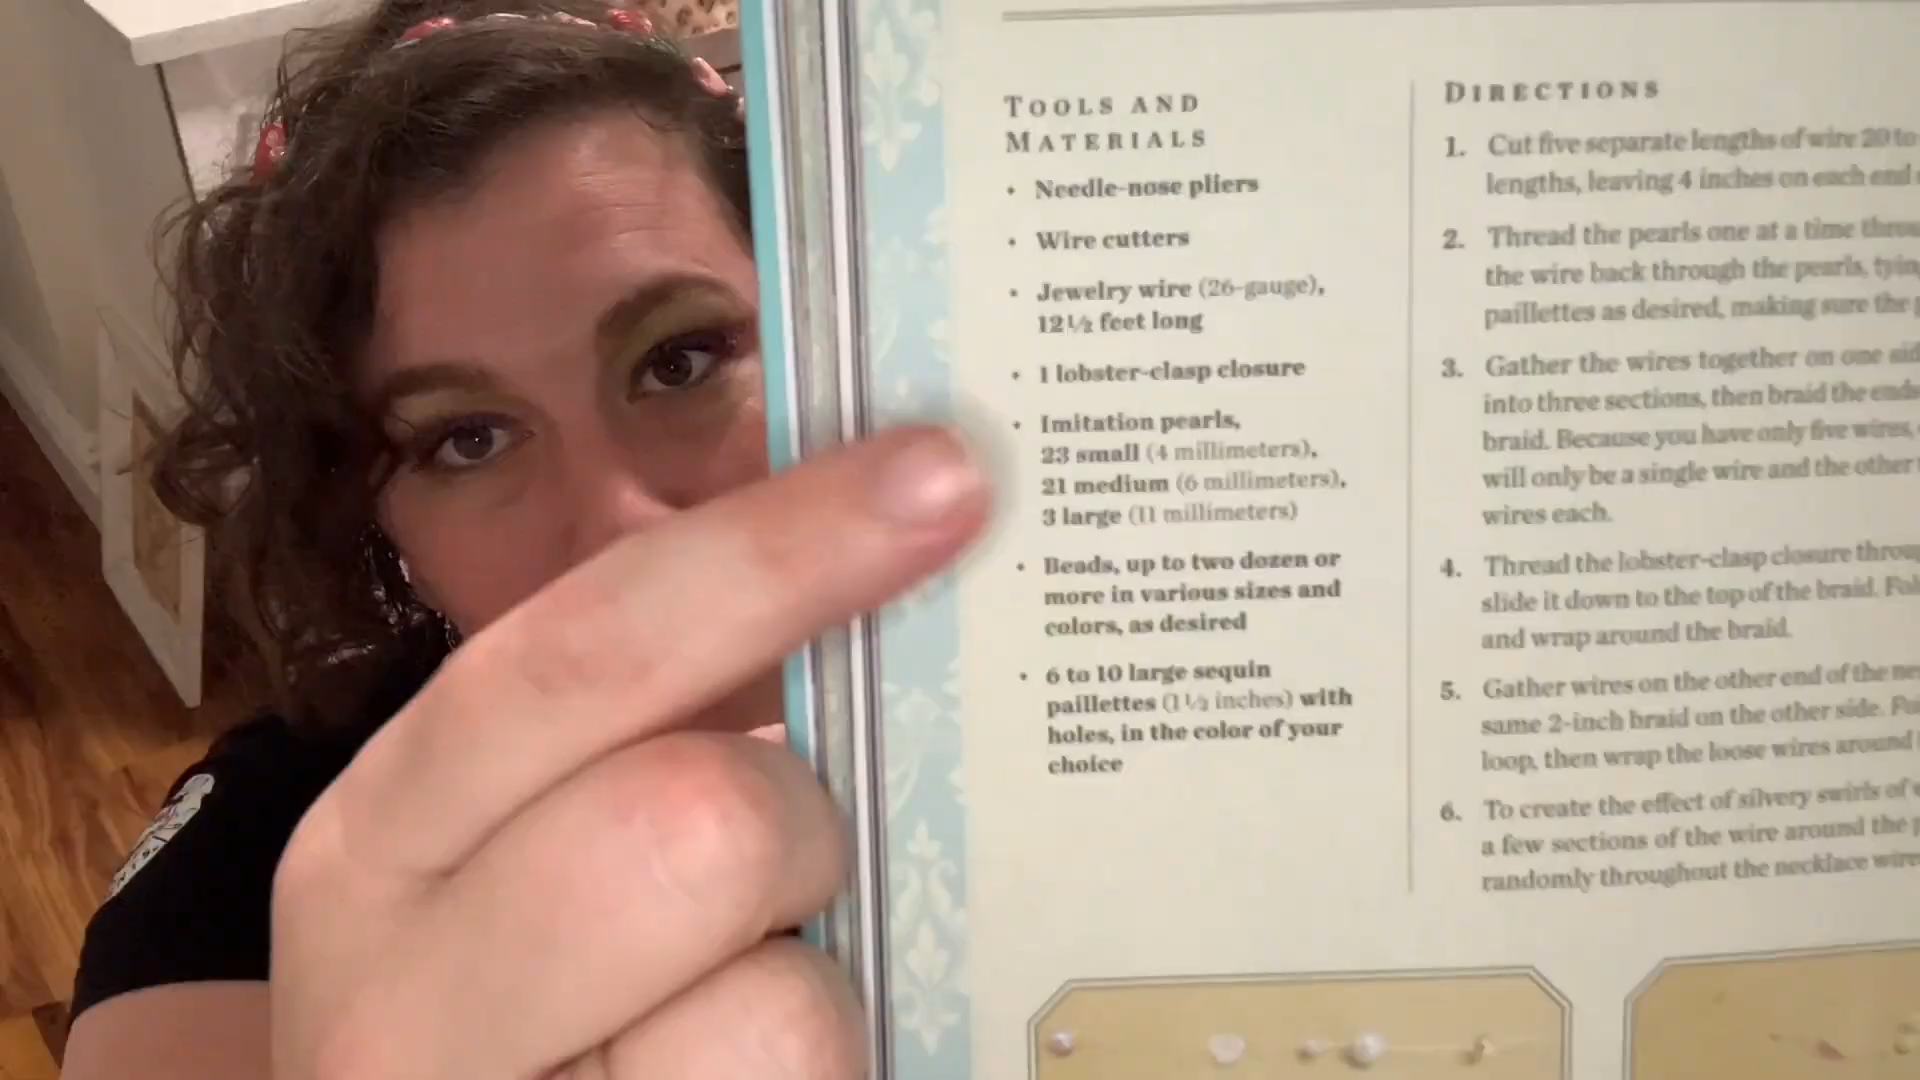 TOOLS AND
MATERIALS
• Needle-nose pliers
• Wire cutters
• Jewelry wire (26-gauge),
12½ feet long
• 1 lobster-clasp closure
• Imitation pearls,
23 small (4 millimeters),
21 medium (6 millimeters),
3 large (11 millimeters)
• Beads, up to two dozen or
more in various sizes and
colors, as desired
• 6 to 10 large sequin
paillettes (1½ inches) with
holes, in the color of your
choice
DIRECTIONS
1. Cut five separate lengths of wire 20 to
lengths, leaving 4 inches on each end
2. Thread the pearls one at a time
the wire back through the pearls,
paillettes as desired, making sure the
3. Gather the wires together on one
into three sections, then braid the
braid. Because you have only five wires,
will only be a single wire and the other
wires each.
4. Thread the lobster-clasp closure
slide it down to the top of the braid.
and wrap around the braid.
5. Gather wires on the other end of the
same 2-inch braid on the other side.
loop, then wrap the loose wires around
6. To create the effect of silvery swirls of
a few sections of the wire around the
randomly throughout the necklace